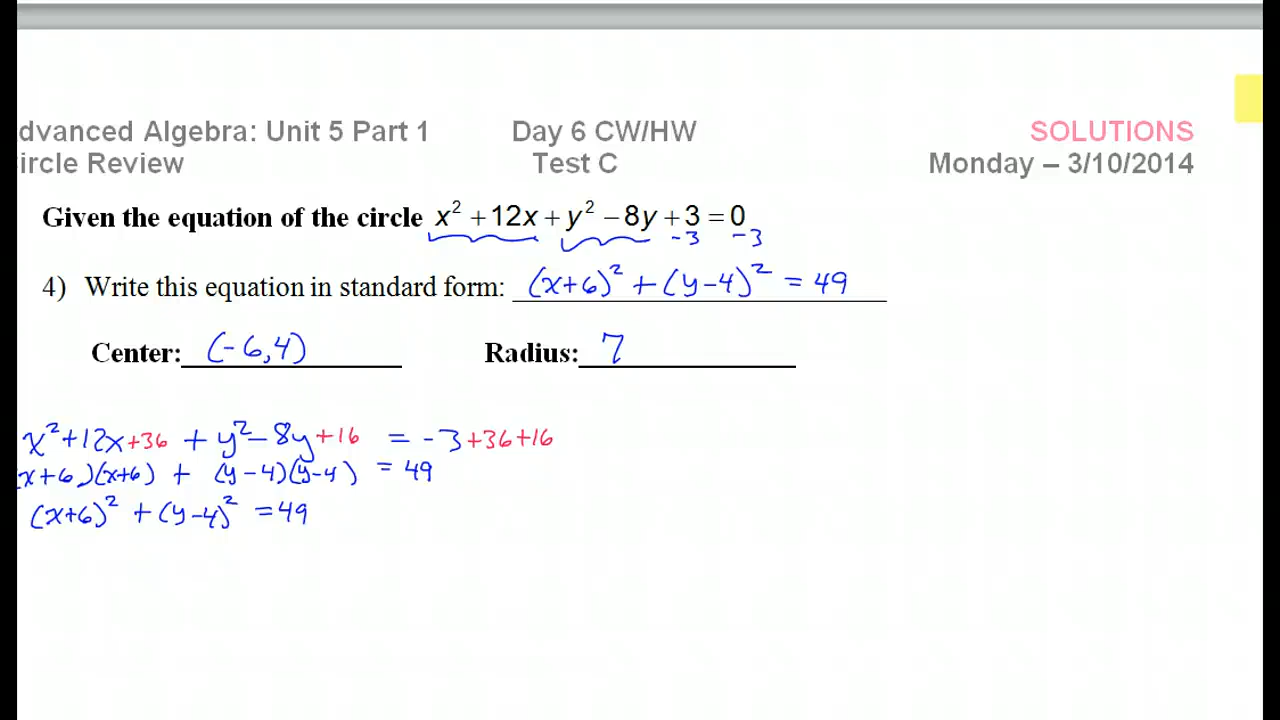 dvanced Algebra: Unit 5 Part 1 Day 6 CW/HW SOLUTIONS
ircle Review Test C Monday – 3/10/2014
Given the equation of the circle x² + 12x + y² − 8y + 3 = 0
-3 -3
4) Write this equation in standard form: (x+6)² + (y-4)² = 49
Center: (-6,4) Radius: 7
x² + 12x + 36 + y² - 8y + 16 = -3 + 36 + 16
(x+6)(x+6) + (y-4)(y-4) = 49
(x+6)² + (y-4)² = 49